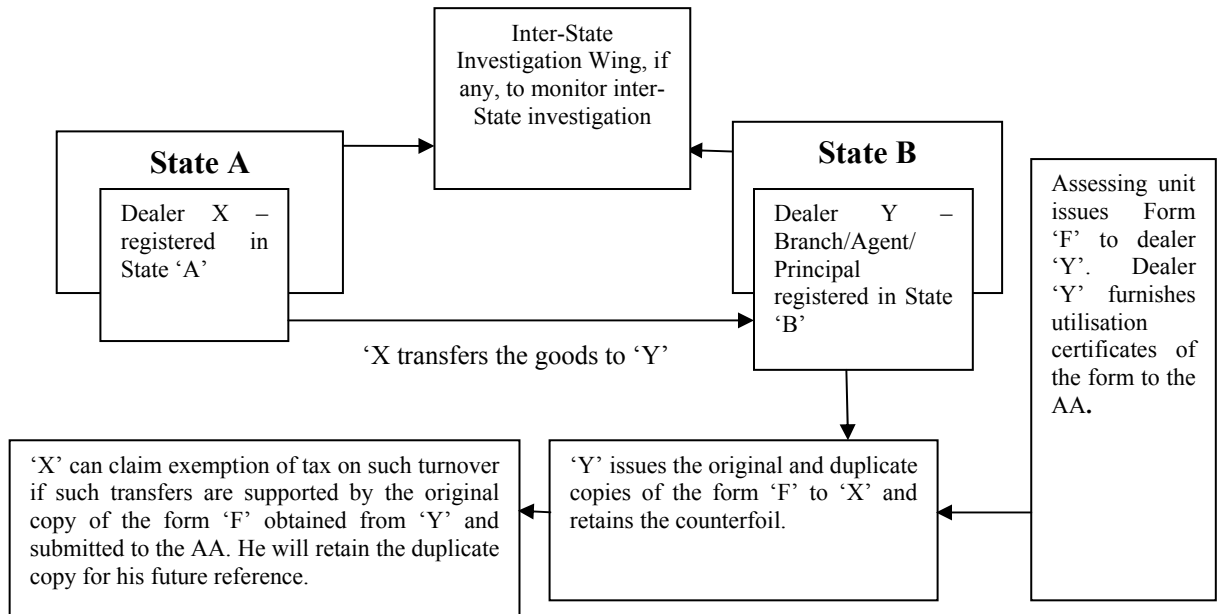 Inter-State
Investigation Wing, if
any, to monitor inter-
State investigation
State A
Dealer X –
registered in
State ‘A’
State B
Dealer Y –
Branch/Agent/
Principal
registered in State
‘B’
Assessing unit
issues Form
‘F’ to dealer
‘Y’. Dealer
‘Y’ furnishes
utilisation
certificates of
the form to the
AA.
‘X transfers the goods to ‘Y’
‘X’ can claim exemption of tax on such turnover
if such transfers are supported by the original
copy of the form ‘F’ obtained from ‘Y’ and
submitted to the AA. He will retain the duplicate
copy for his future reference.
‘Y’ issues the original and duplicate
copies of the form ‘F’ to ‘X’ and
retains the counterfoil.